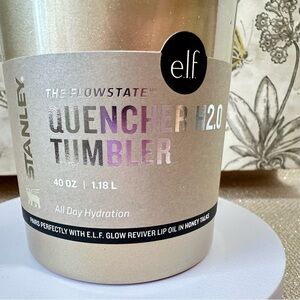 e.l.f.
STANLEY
THE FLOWSTATE™
QUENCHER H2.0
TUMBLER
40 OZ | 1.18 L
All Day Hydration
PAIRS PERFECTLY WITH E.L.F. GLOW REVIVER LIP OIL IN HONEY TALKS